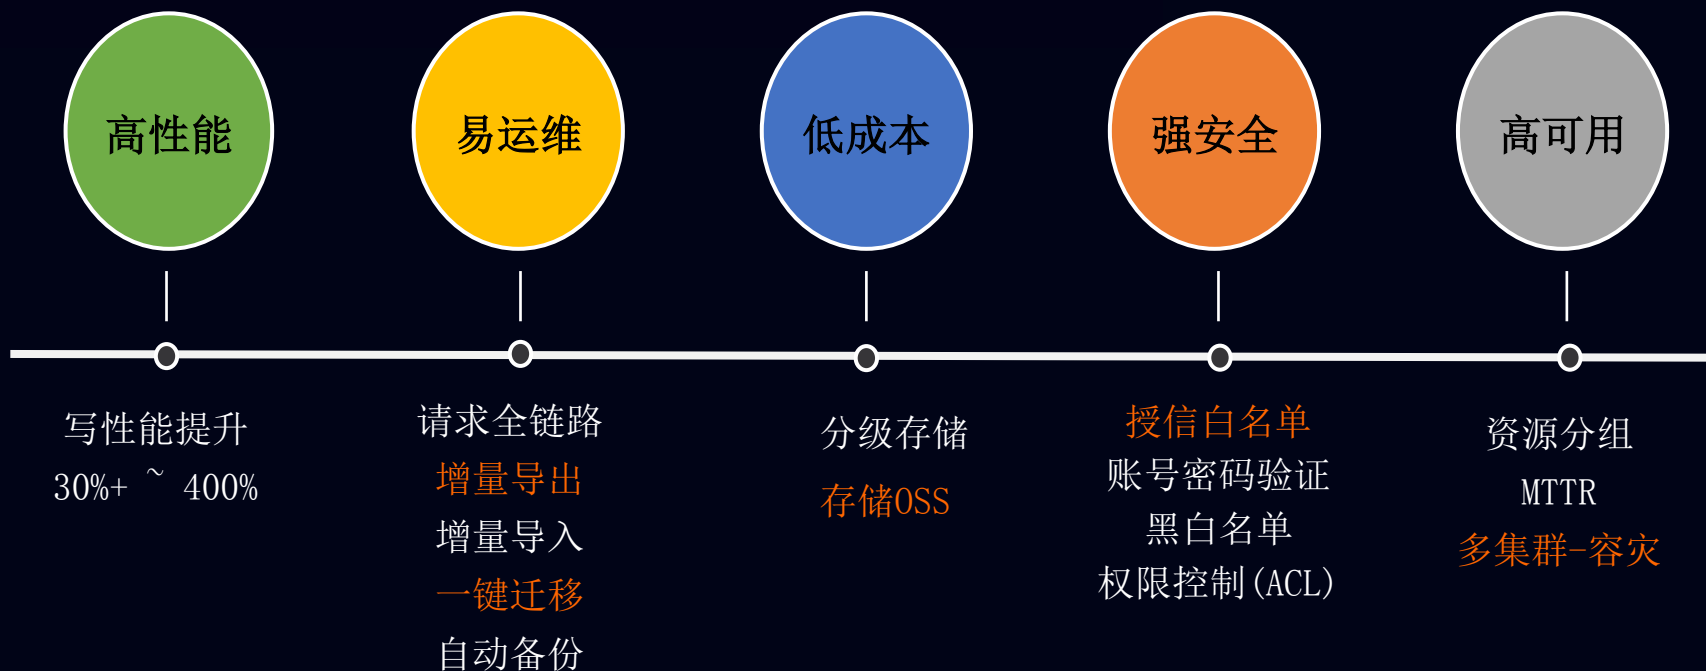 高性能
易运维
低成本
强安全
高可用
写性能提升
30%+ ~ 400%
请求全链路
增量导出
增量导入
一键迁移
自动备份
分级存储
存储OSS
授信白名单
账号密码验证
黑白名单
权限控制(ACL)
资源分组
MTTR
多集群-容灾